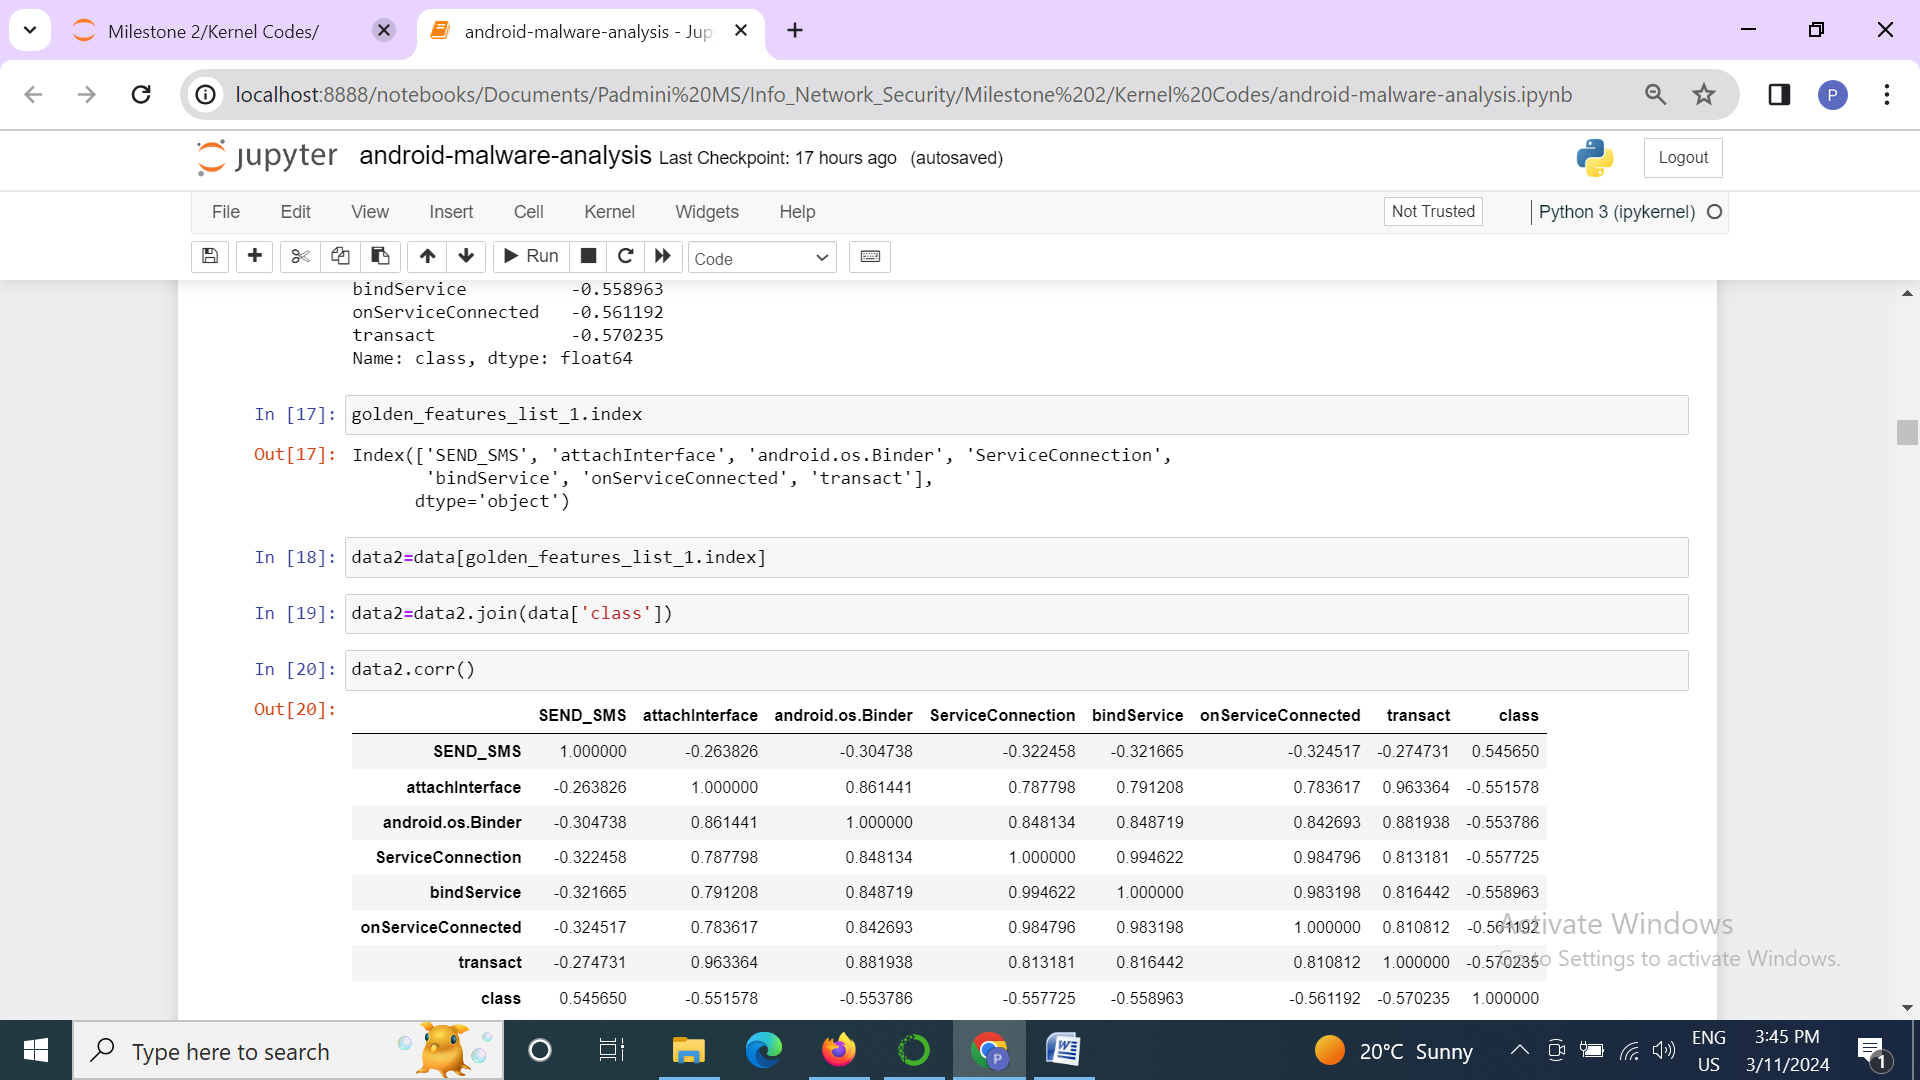 Milestone 2/Kernel Codes/
android-malware-analysis - Jup
localhost:8888/notebooks/Documents/Padmini%20MS/Info_Network_Security/Milestone%202/Kernel%20Codes/android-malware-analysis.ipynb
P
jupyter android-malware-analysis Last Checkpoint: 17 hours ago (autosaved)
Logout
File Edit View Insert Cell Kernel Widgets Help
Not Trusted
Python 3 (ipykernel)
Run
Code
bindService -0.558963
onServiceConnected -0.561192
transact -0.570235
Name: class, dtype: float64
In [17]: golden_features_list_1.index
Out[17]: Index(['SEND_SMS', 'attachInterface', 'android.os.Binder', 'ServiceConnection',
'bindService', 'onServiceConnected', 'transact'],
dtype='object')
In [18]: data2=data[golden_features_list_1.index]
In [19]: data2=data2.join(data['class'])
In [20]: data2.corr()
Out[20]:
SEND_SMS attachInterface android.os.Binder ServiceConnection bindService onServiceConnected transact class
SEND_SMS 1.000000 -0.263826 -0.304738 -0.322458 -0.321665 -0.324517 -0.274731 0.545650
attachInterface -0.263826 1.000000 0.861441 0.787798 0.791208 0.783617 0.963364 -0.551578
android.os.Binder -0.304738 0.861441 1.000000 0.848134 0.848719 0.842693 0.881938 -0.553786
ServiceConnection -0.322458 0.787798 0.848134 1.000000 0.994622 0.984796 0.813181 -0.557725
bindService -0.321665 0.791208 0.848719 0.994622 1.000000 0.983198 0.816442 -0.558963
onServiceConnected -0.324517 0.783617 0.842693 0.984796 0.983198 1.000000 0.810812 -0.561192
transact -0.274731 0.963364 0.881938 0.813181 0.816442 0.810812 1.000000 -0.570235
class 0.545650 -0.551578 -0.553786 -0.557725 -0.558963 -0.561192 -0.570235 1.000000
Activate Windows
Go to Settings to activate Windows.
Type here to search
P
20°C Sunny
ENG
US
3:45 PM
3/11/2024
1